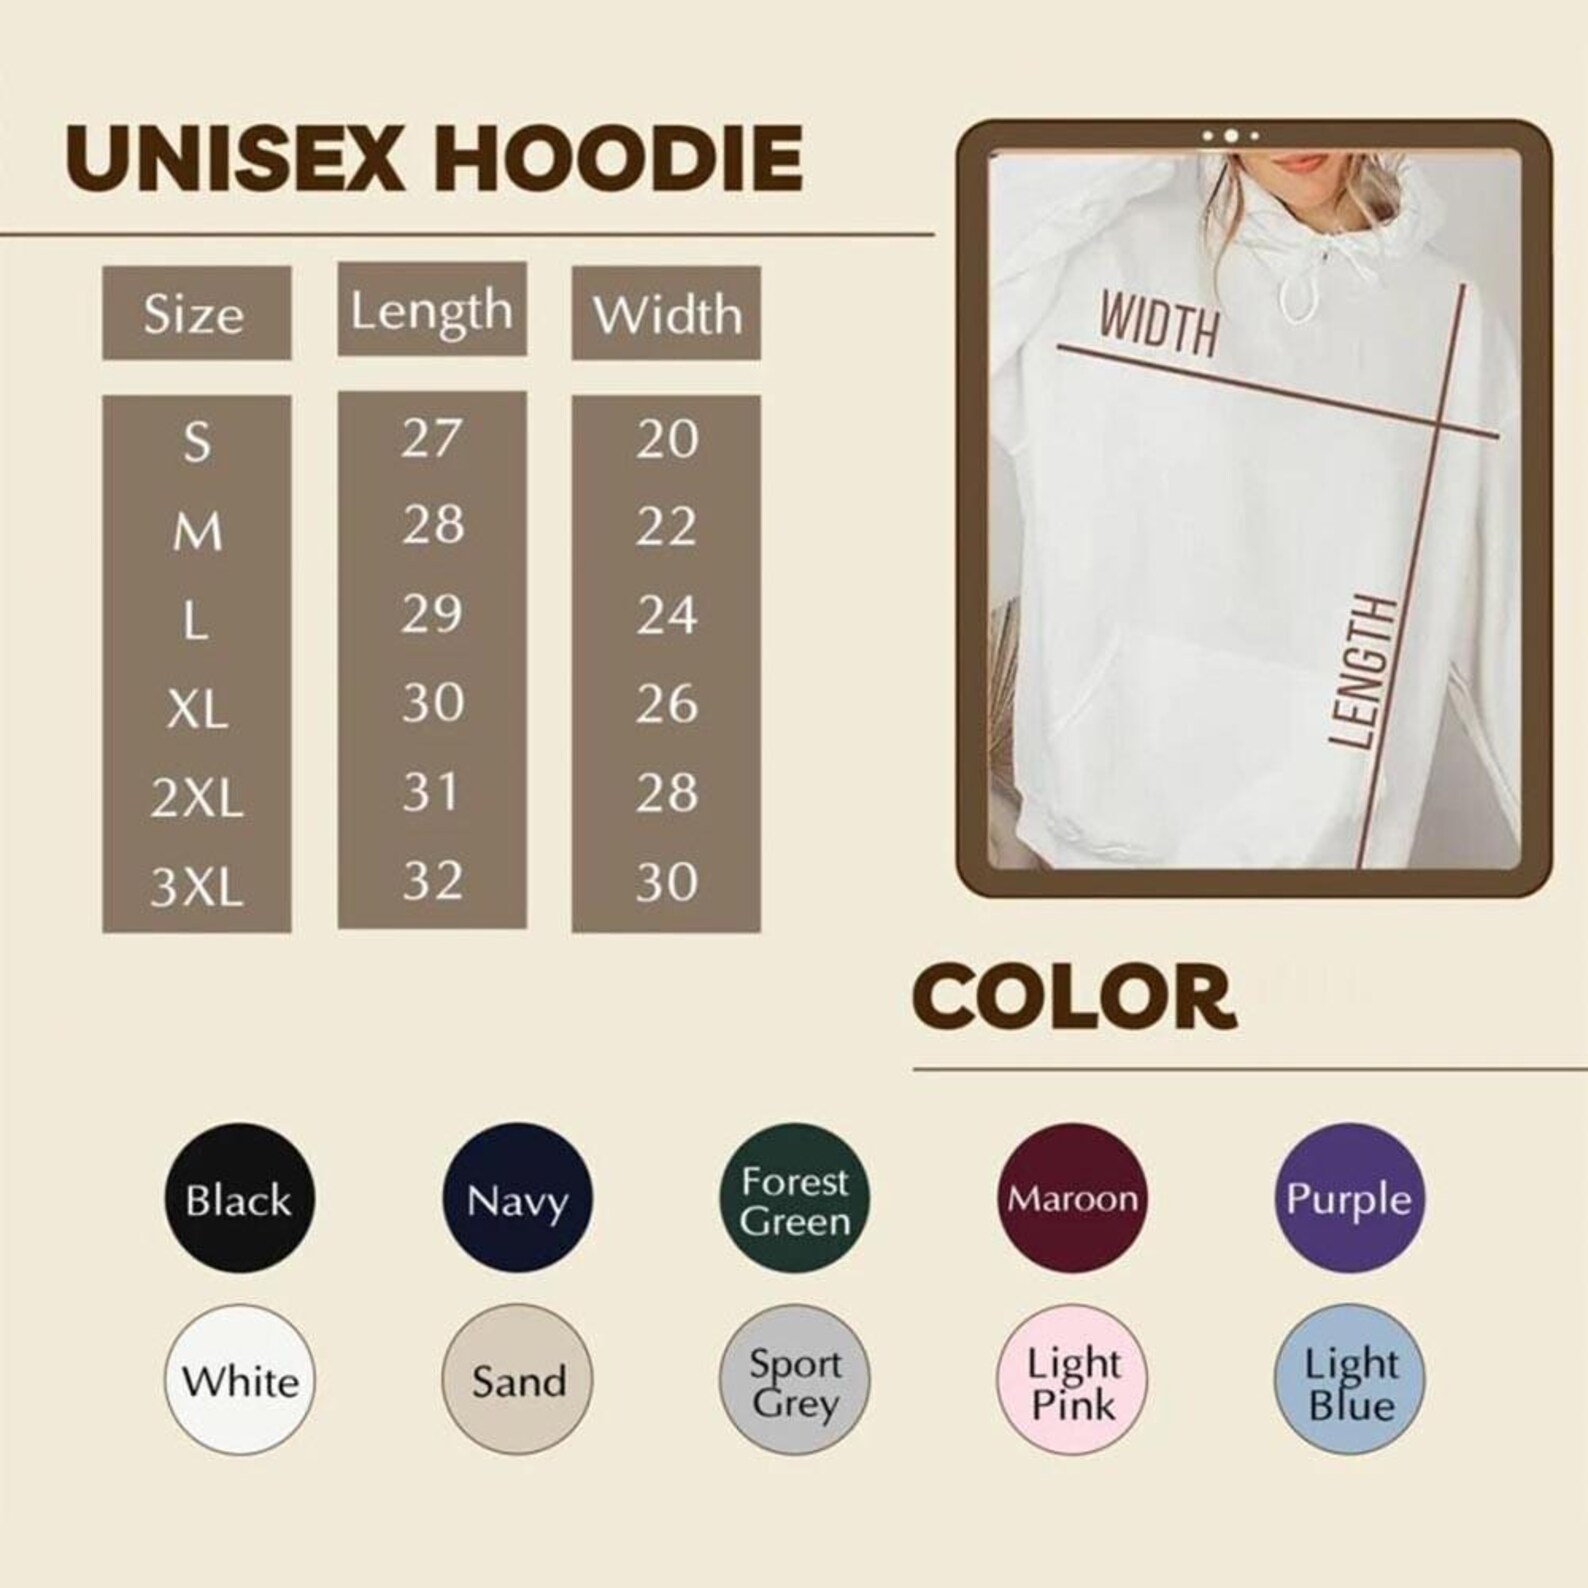 UNISEX HOODIE
Size Length Width
S 27 20
M 28 22
L 29 24
XL 30 26
2XL 31 28
3XL 32 30
WIDTH
LENGTH
COLOR
Black
Navy
Forest
Green
Maroon
Purple
White
Sand
Sport
Grey
Light
Pink
Light
Blue